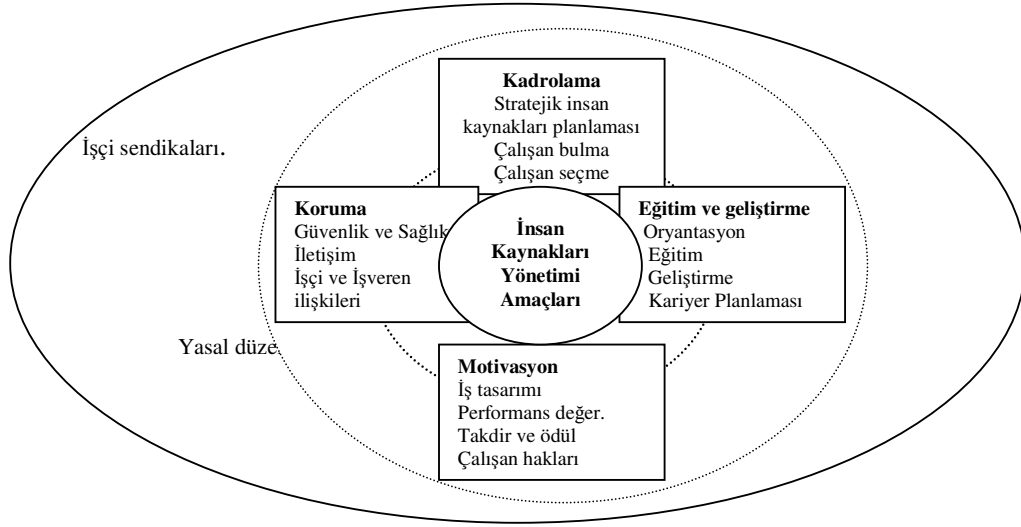 Kadrolama
Stratejik insan
kaynakları planlaması
Çalışan bulma
Çalışan seçme
İşçi sendikaları.
Koruma
Güvenlik ve Sağlık
İletişim
İşçi ve İşveren
ilişkileri
İnsan
Kaynakları
Yönetimi
Amaçları
Eğitim ve geliştirme
Oryantasyon
Eğitim
Geliştirme
Kariyer Planlaması
Yasal düze
Motivasyon
İş tasarımı
Performans değer.
Takdir ve ödül
Çalışan hakları